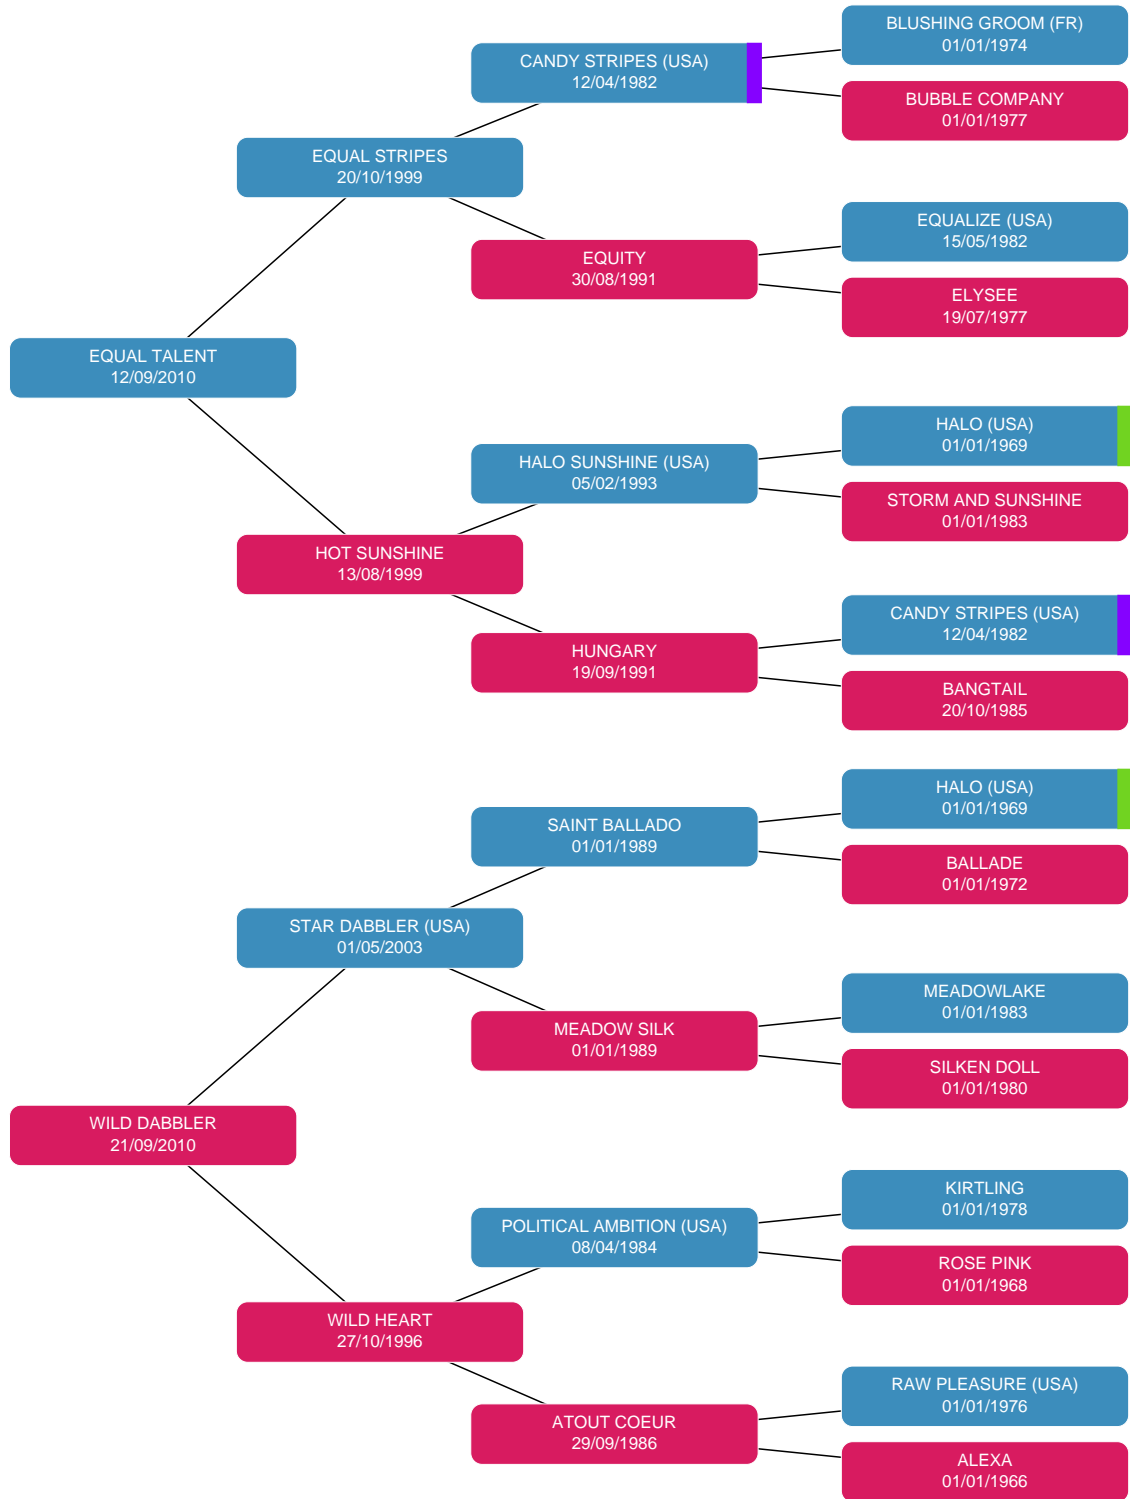 BLUSHING GROOM (FR)
01/01/1974
CANDY STRIPES (USA)
12/04/1982
BUBBLE COMPANY
01/01/1977
EQUAL STRIPES
20/10/1999
EQUALIZE (USA)
15/05/1982
EQUITY
30/08/1991
ELYSEE
19/07/1977
EQUAL TALENT
12/09/2010
HALO (USA)
01/01/1969
HALO SUNSHINE (USA)
05/02/1993
STORM AND SUNSHINE
01/01/1983
HOT SUNSHINE
13/08/1999
CANDY STRIPES (USA)
12/04/1982
HUNGARY
19/09/1991
BANGTAIL
20/10/1985
HALO (USA)
01/01/1969
SAINT BALLADO
01/01/1989
BALLADE
01/01/1972
STAR DABBLER (USA)
01/05/2003
MEADOWLAKE
01/01/1983
MEADOW SILK
01/01/1989
SILKEN DOLL
01/01/1980
WILD DABBLER
21/09/2010
KIRTLING
01/01/1978
POLITICAL AMBITION (USA)
08/04/1984
ROSE PINK
01/01/1968
WILD HEART
27/10/1996
RAW PLEASURE (USA)
01/01/1976
ATOUT COEUR
29/09/1986
ALEXA
01/01/1966